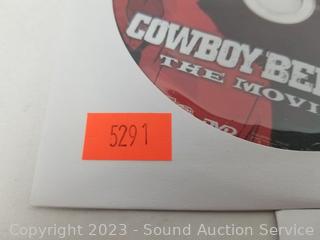 COWBOY BE
THE MOVI
5291
Copyright 2023 - Sound Auction Service